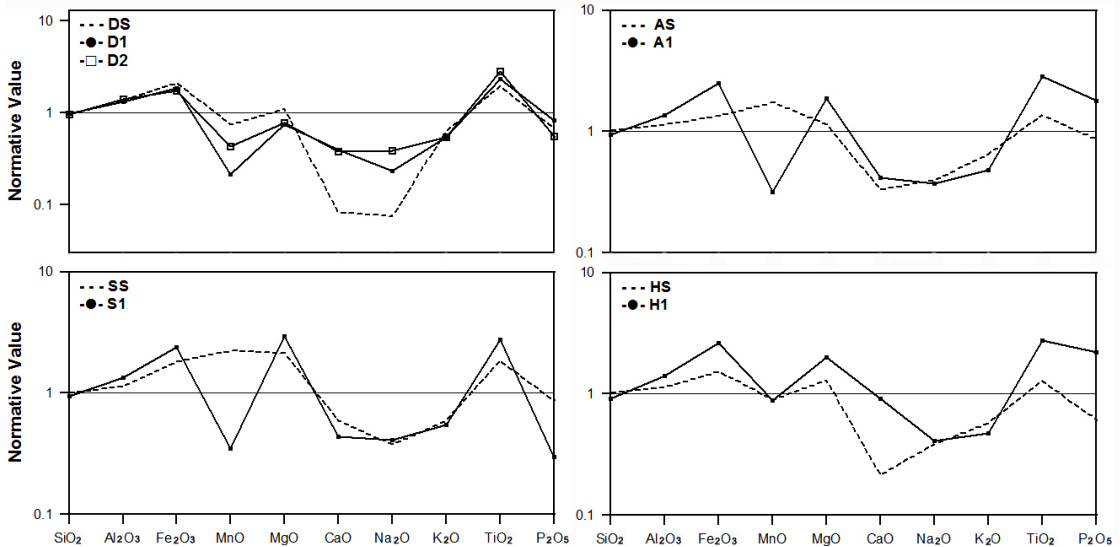 10
1
0.1
Normative Value
DS
D1
D2
10
1
0.1
AS
A1
10
1
0.1
Normative Value
SS
S1
10
1
0.1
HS
H1
SiO₂ Al₂O₃ Fe₂O₃ MnO MgO CaO Na₂O K₂O TiO₂ P₂O₅
SiO₂ Al₂O₃ Fe₂O₃ MnO MgO CaO Na₂O K₂O TiO₂ P₂O₅